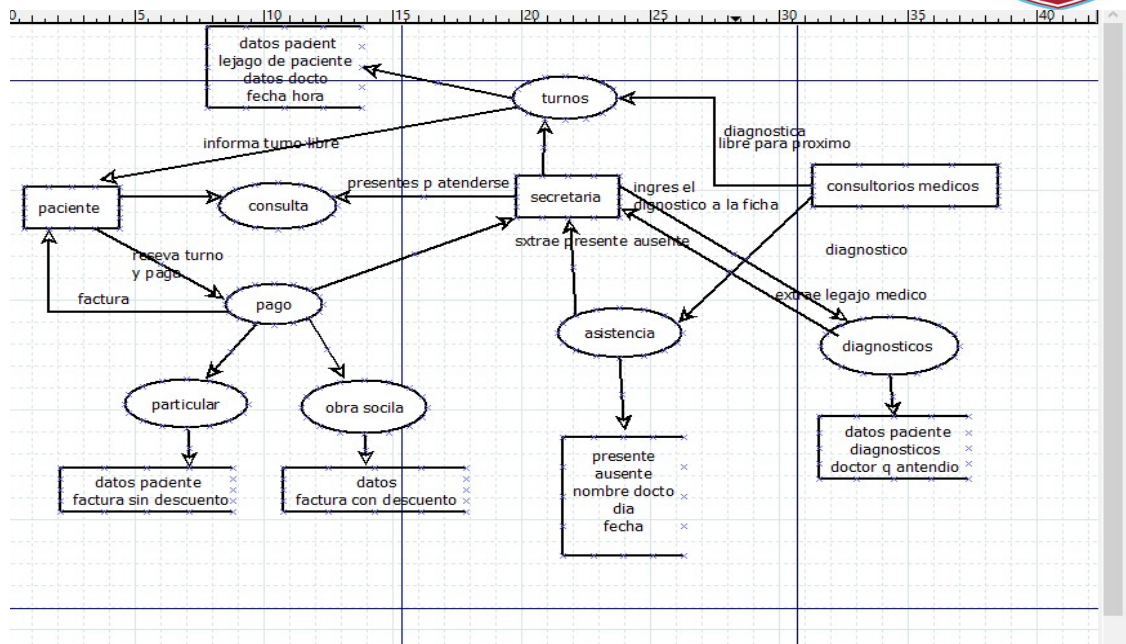 0 5 10 15 20 25 30 35 40
datos pacient
lejago de paciente
datos docto
fecha hora
turnos
informa turno libre
diagnostica
libre para proximo
presentes p atenderse
paciente
consulta
secretaria
ingres el
dignostico a la ficha
consultorios medicos
sxtrae presente ausente
diagnostico
reseva turno
y paga
factura
pago
extrae legajo medico
asistencia
diagnosticos
particular
obra socila
datos paciente
factura sin descuento
datos
factura con descuento
presente
ausente
nombre docto
dia
fecha
datos paciente
diagnosticos
doctor q antendio